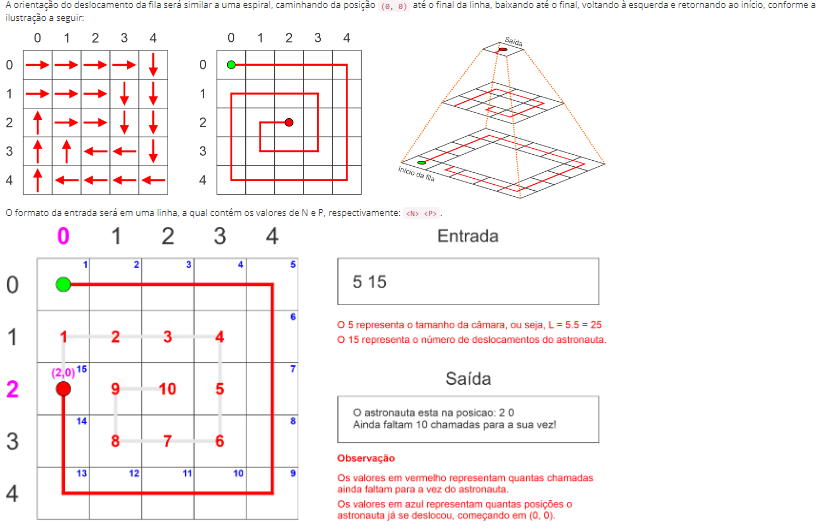 A orientação do deslocamento da fila será similar a uma espiral, caminhando da posição (0, 0) até o final da linha, baixando até o final, voltando à esquerda e retornando ao início, conforme a
ilustração a seguir:
0 1 2 3 4
0
1
2
3
4
0 1 2 3 4
0
1
2
3
4
Saída
Início da fila
O formato da entrada será em uma linha, a qual contém os valores de N e P, respectivamente: <N> <P>.
0 1 2 3 4
0 1 2 3 4 5
6
1 1 2 3 4
(2,0) 15 7
2 9 10 5
14 8
3 8 7 6
13 12 11 10 9
4
Entrada
5 15
O 5 representa o tamanho da câmara, ou seja, L = 5.5 = 25
O 15 representa o número de deslocamentos do astronauta.
Saída
O astronauta esta na posicao: 2 0
Ainda faltam 10 chamadas para a sua vez!
Observação
Os valores em vermelho representam quantas chamadas
ainda faltam para a vez do astronauta.
Os valores em azul representam quantas posições o
astronauta já se deslocou, começando em (0, 0).